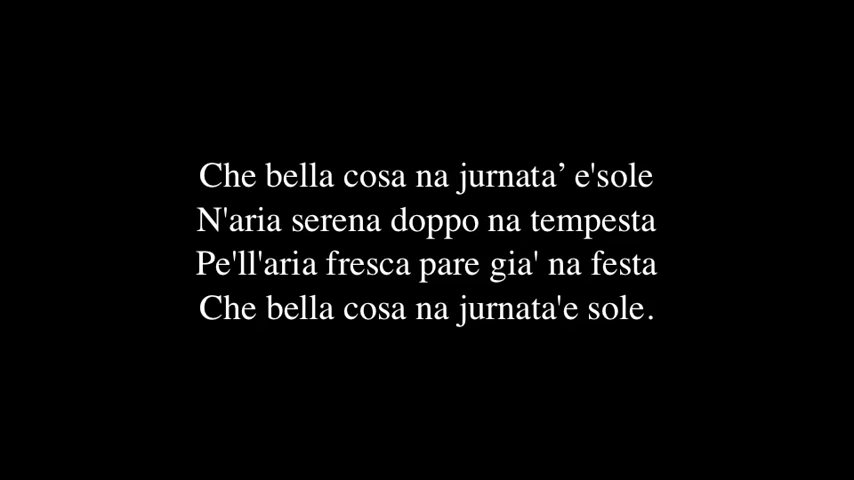 Che bella cosa na jurnata’ e'sole
N'aria serena doppo na tempesta
Pe'll'aria fresca pare gia' na festa
Che bella cosa na jurnata'e sole.